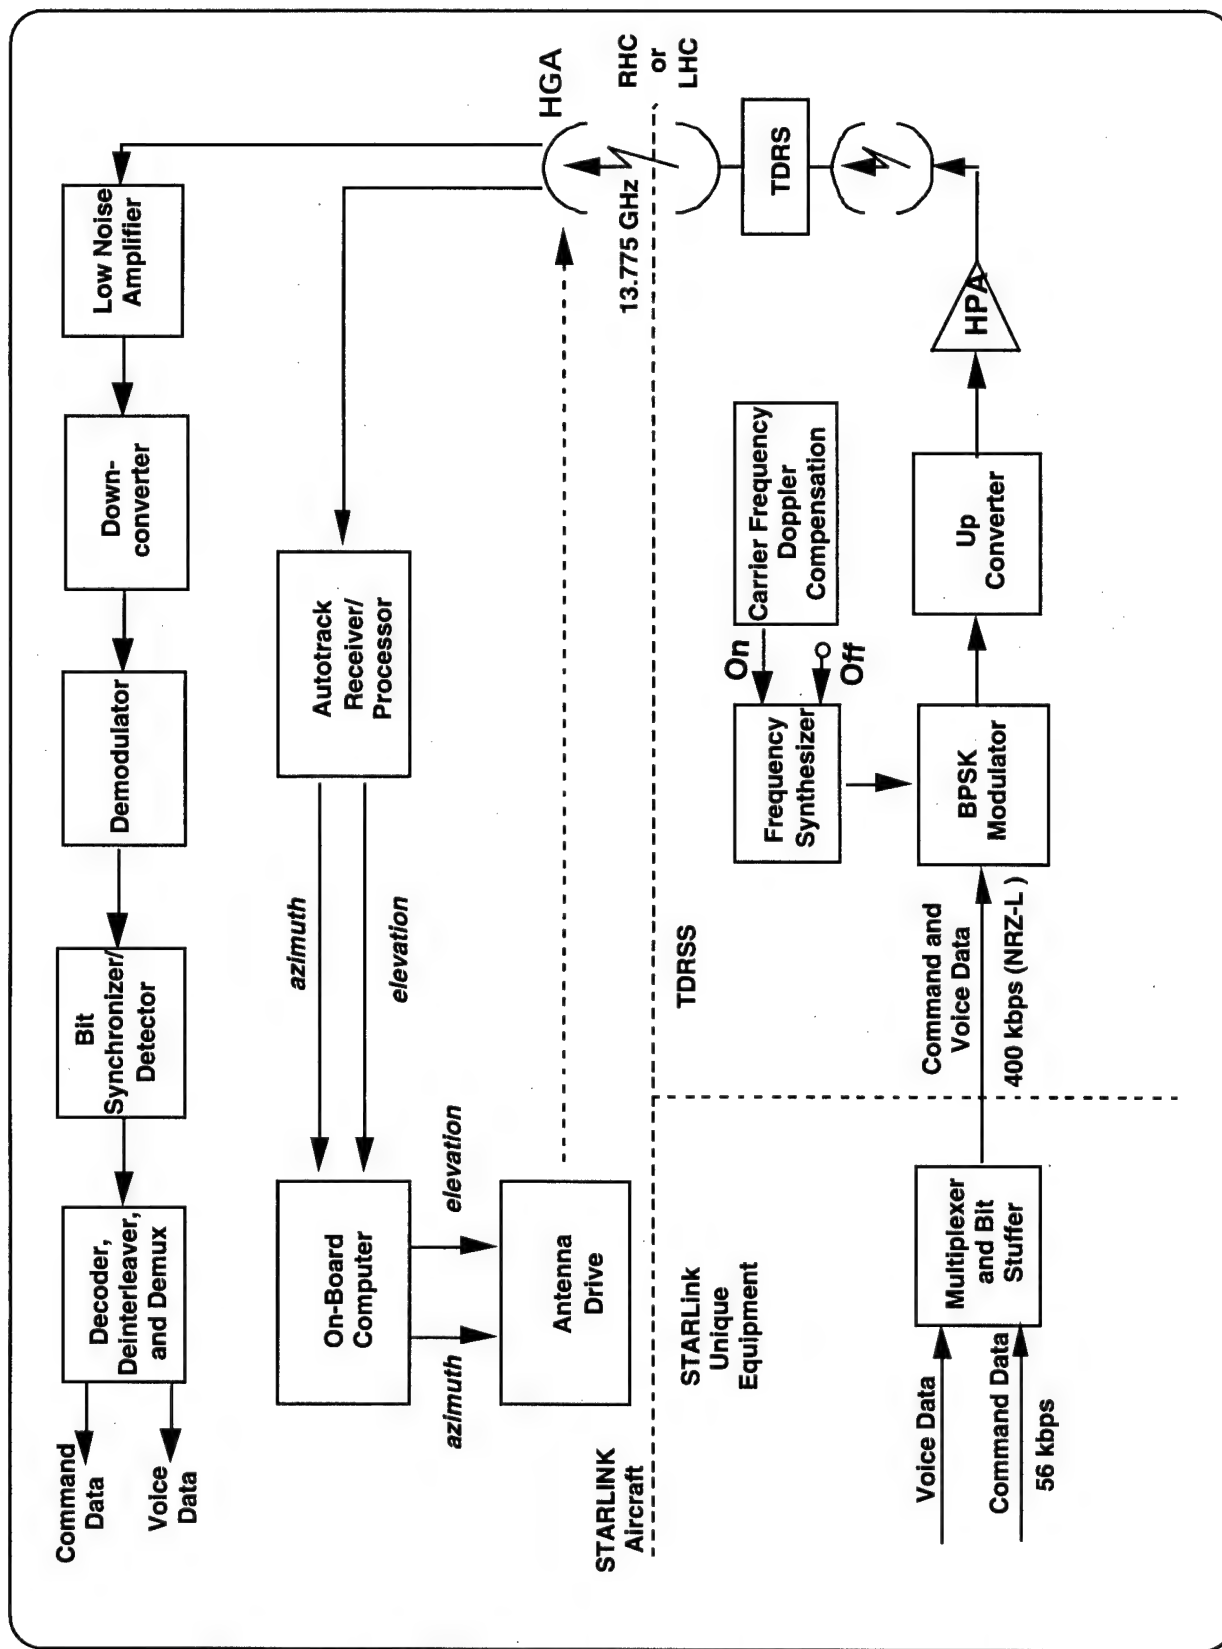 Command
Data
Voice
Data
Decoder,
Deinterleaver,
and Demux
Bit
Synchronizer/
Detector
Demodulator
Down-
converter
Low Noise
Amplifier
On-Board
Computer
azimuth
elevation
Autotrack
Receiver/
Processor
azimuth
elevation
Antenna
Drive
HGA
STARLINK
Aircraft
13.775 GHz
RHC
or
LHC
STARLink
Unique
Equipment
TDRSS
TDRS
Frequency
Synthesizer
On
Off
Carrier Frequency
Doppler
Compensation
Voice Data
Command Data
56 kbps
Multiplexer
and Bit
Stuffer
Command and
Voice Data
400 kbps (NRZ-L )
BPSK
Modulator
Up
Converter
HPA